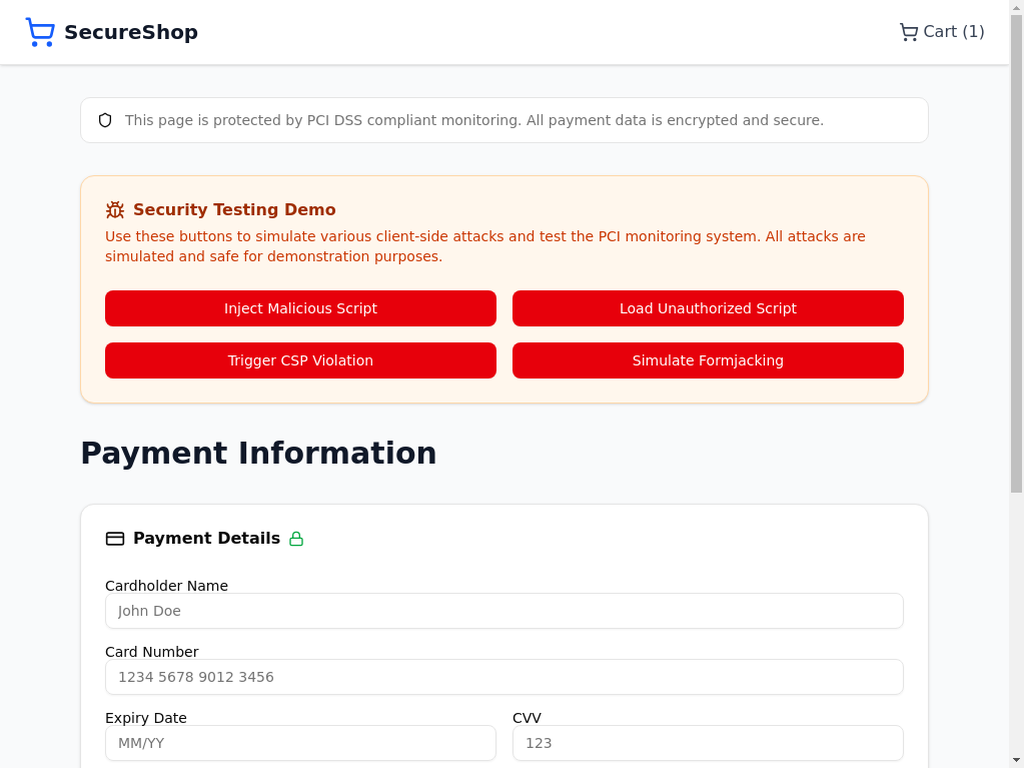 SecureShop
Cart (1)
This page is protected by PCI DSS compliant monitoring. All payment data is encrypted and secure.
Security Testing Demo
Use these buttons to simulate various client-side attacks and test the PCI monitoring system. All attacks are
simulated and safe for demonstration purposes.
Inject Malicious Script
Load Unauthorized Script
Trigger CSP Violation
Simulate Formjacking
Payment Information
Payment Details
Cardholder Name
John Doe
Card Number
1234 5678 9012 3456
Expiry Date
CVV
MM/YY
123